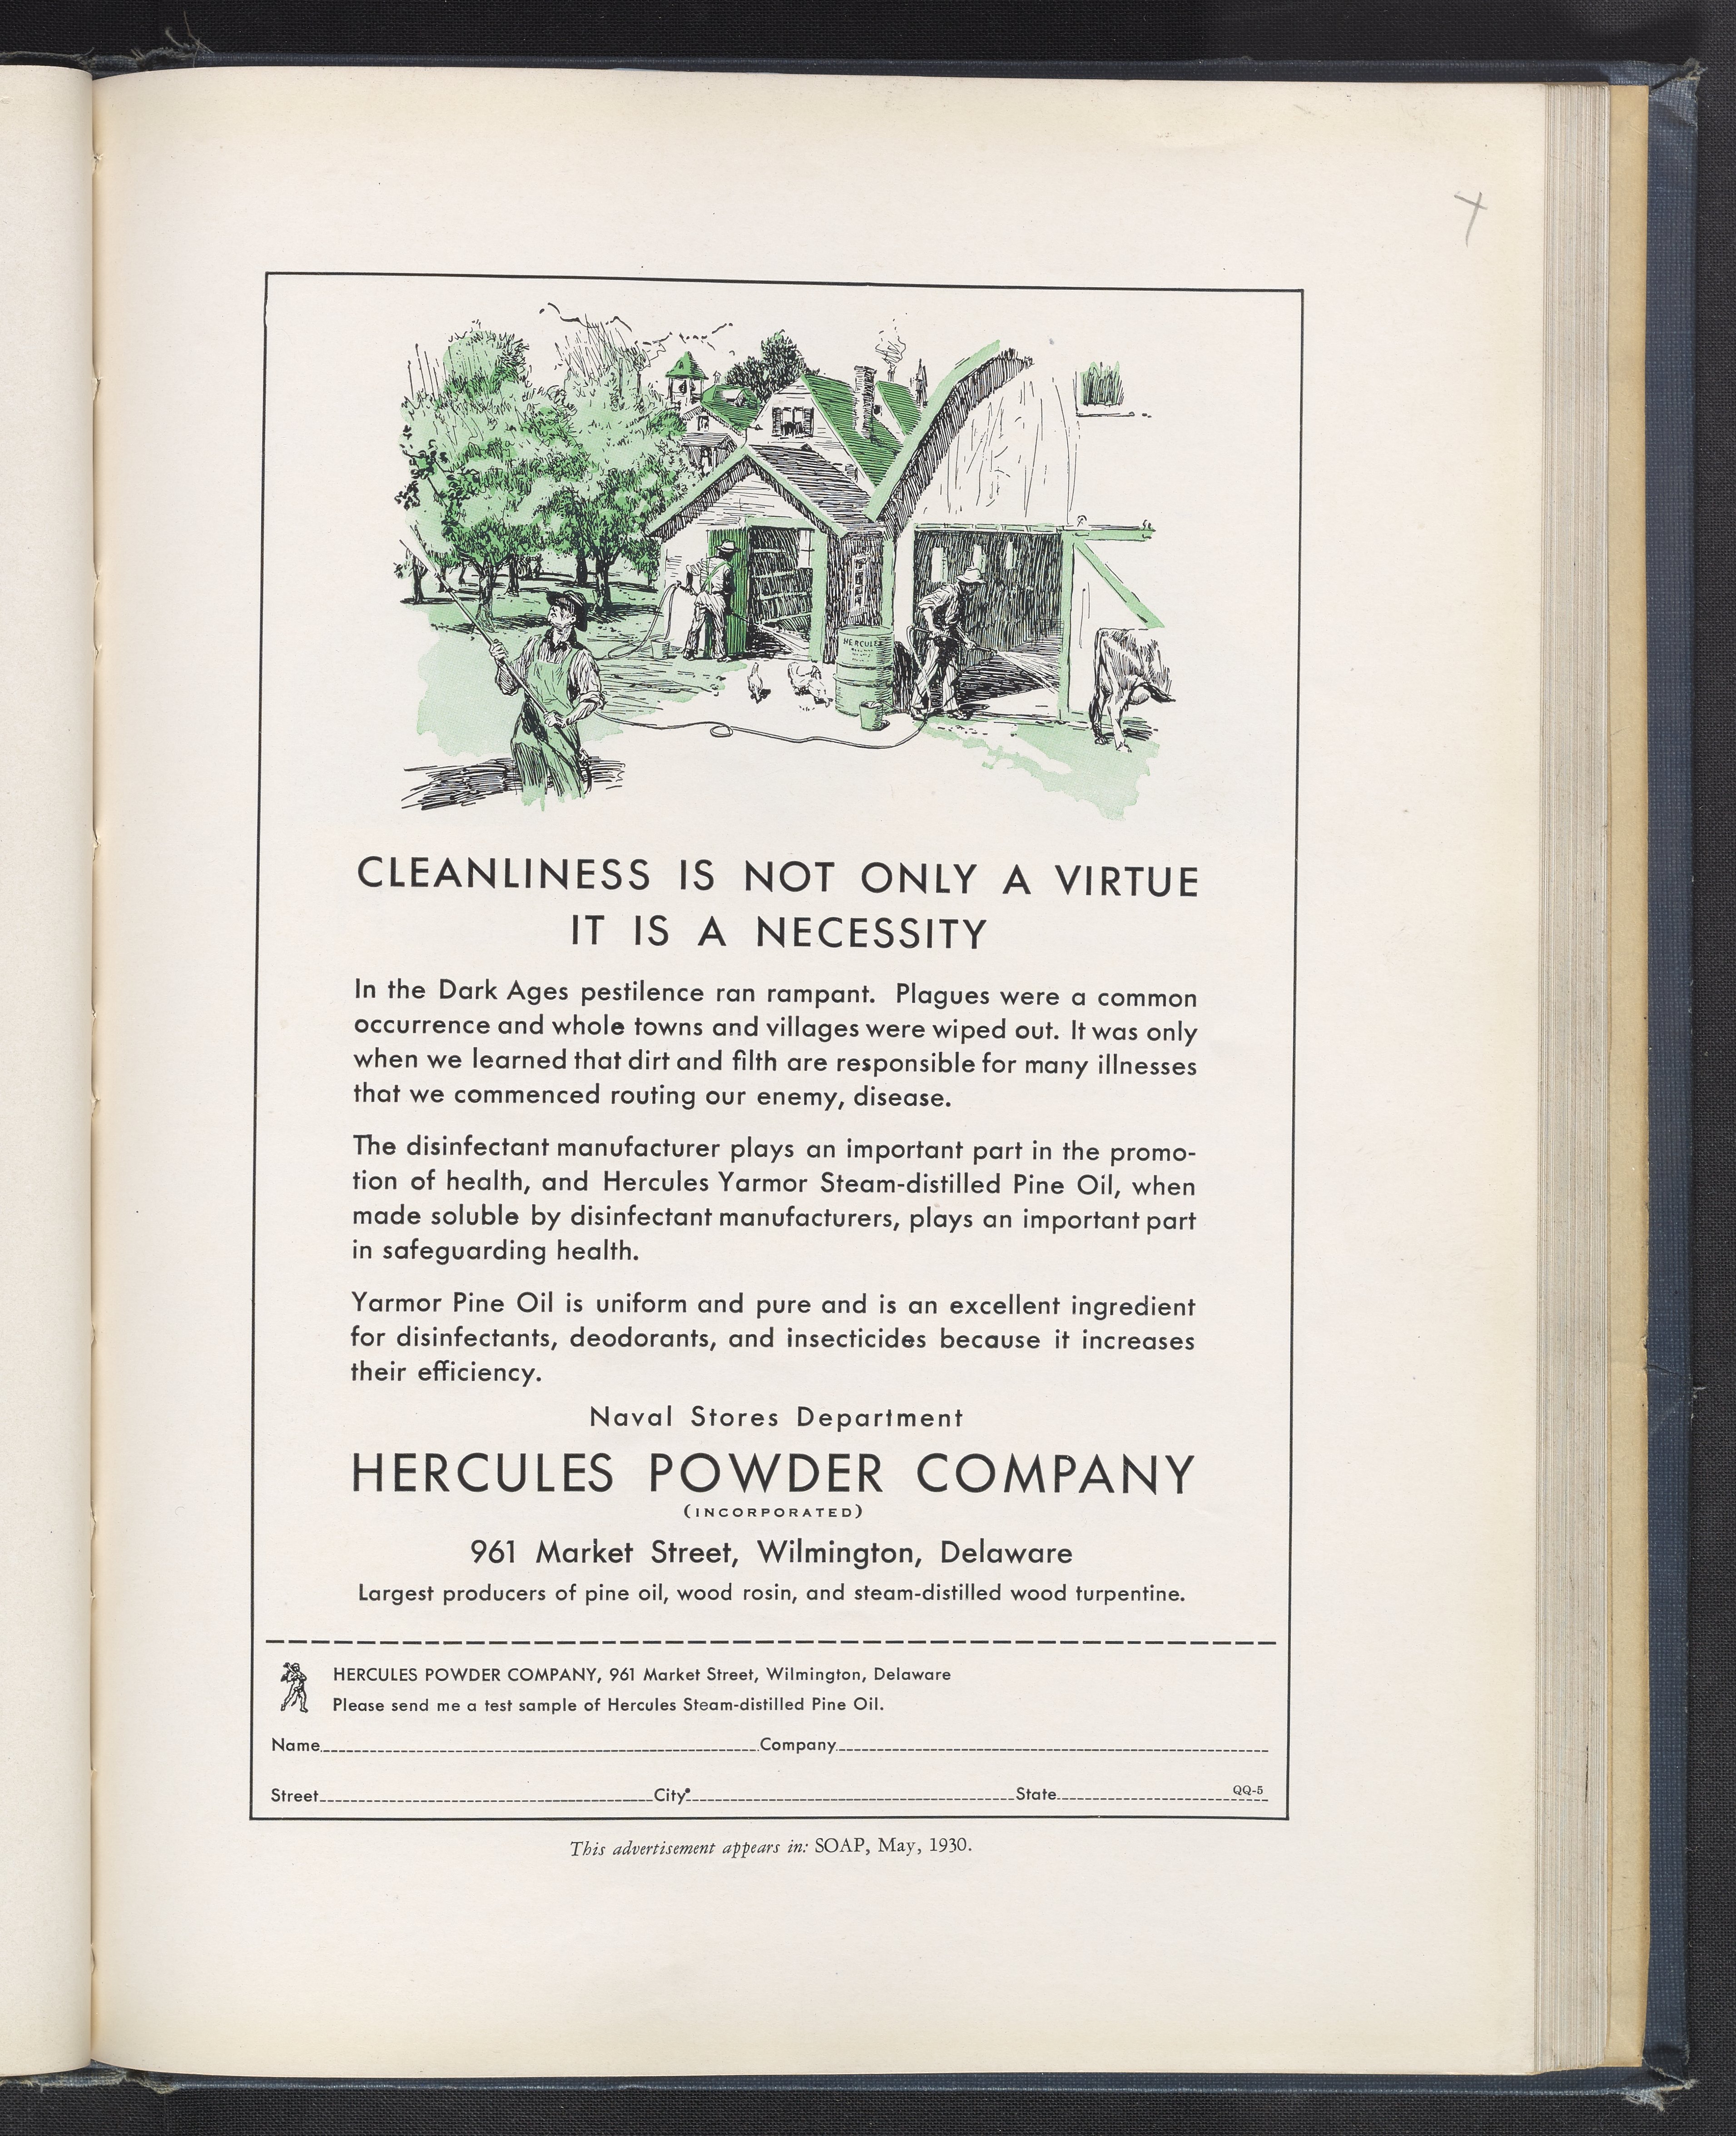 HERCULES
CLEANLINESS IS NOT ONLY A VIRTUE
IT IS A NECESSITY
In the Dark Ages pestilence ran rampant. Plagues were a common
occurrence and whole towns and villages were wiped out. It was only
when we learned that dirt and filth are responsible for many illnesses
that we commenced routing our enemy, disease.
The disinfectant manufacturer plays an important part in the promo-
tion of health, and Hercules Yarmor Steam-distilled Pine Oil, when
made soluble by disinfectant manufacturers, plays an important part
in safeguarding health.
Yarmor Pine Oil is uniform and pure and is an excellent ingredient
for disinfectants, deodorants, and insecticides because it increases
their efficiency.
Naval Stores Department
HERCULES POWDER COMPANY
(INCORPORATED)
961 Market Street, Wilmington, Delaware
Largest producers of pine oil, wood rosin, and steam-distilled wood turpentine.
HERCULES POWDER COMPANY, 961 Market Street, Wilmington, Delaware
Please send me a test sample of Hercules Steam-distilled Pine Oil.
Name Company
Street City State QQ-5
This advertisement appears in: SOAP, May, 1930.